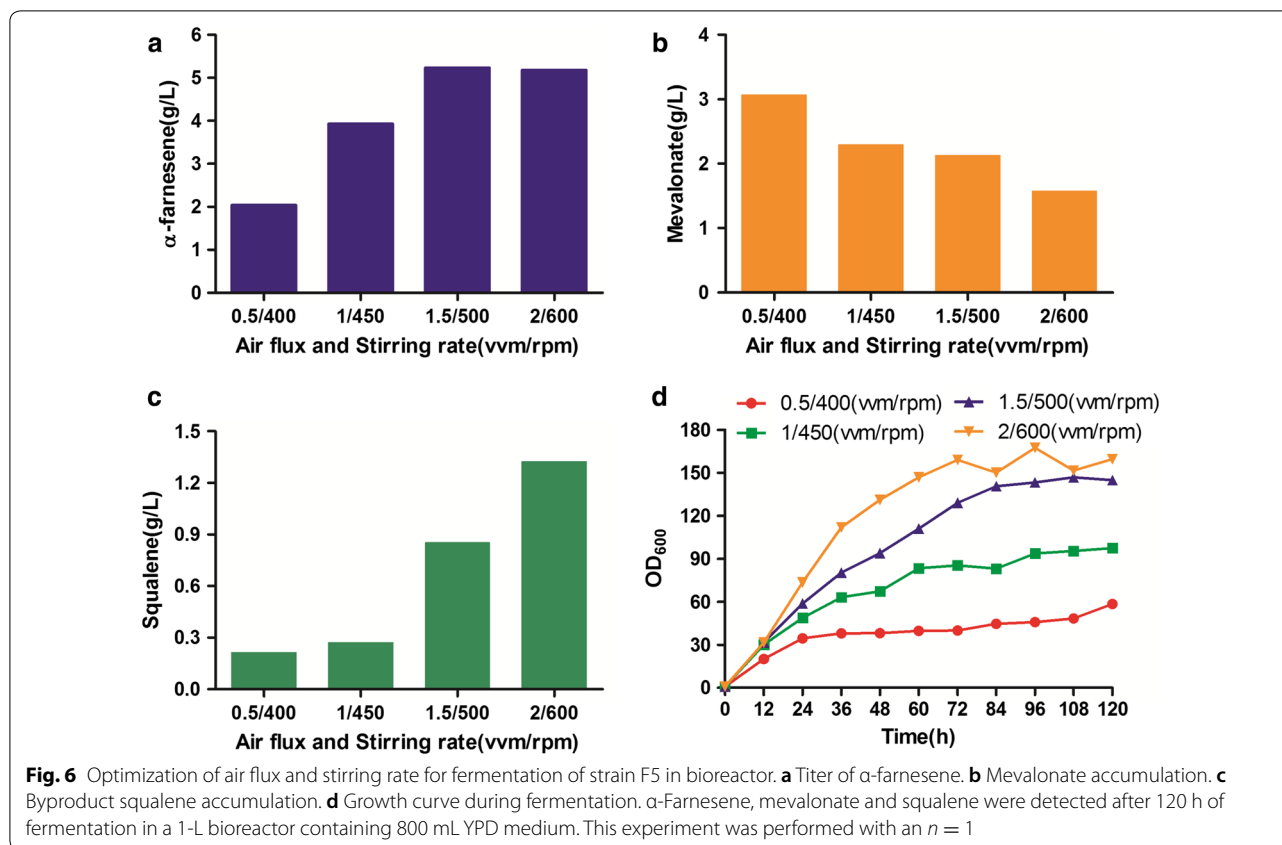 a
α-farnesene(g/L)
6
5
4
3
2
1
0
0.5/400 1/450 1.5/500 2/600
Air flux and Stirring rate(vvm/rpm)
b
Mevalonate(g/L)
4
3
2
1
0
0.5/400 1/450 1.5/500 2/600
Air flux and Stirring rate(vvm/rpm)
c
Squalene(g/L)
1.5
1.2
0.9
0.6
0.3
0.0
0.5/400 1/450 1.5/500 2/600
Air flux and Stirring rate(vvm/rpm)
d
0.5/400(vvm/rpm) 1.5/500(vvm/rpm)
1/450(vvm/rpm) 2/600(vvm/rpm)
OD600
180
150
120
90
60
30
0
0 12 24 36 48 60 72 84 96 108 120
Time(h)
Fig. 6 Optimization of air flux and stirring rate for fermentation of strain F5 in bioreactor. a Titer of α-farnesene. b Mevalonate accumulation. c
Byproduct squalene accumulation. d Growth curve during fermentation. α-Farnesene, mevalonate and squalene were detected after 120 h of
fermentation in a 1-L bioreactor containing 800 mL YPD medium. This experiment was performed with an n = 1